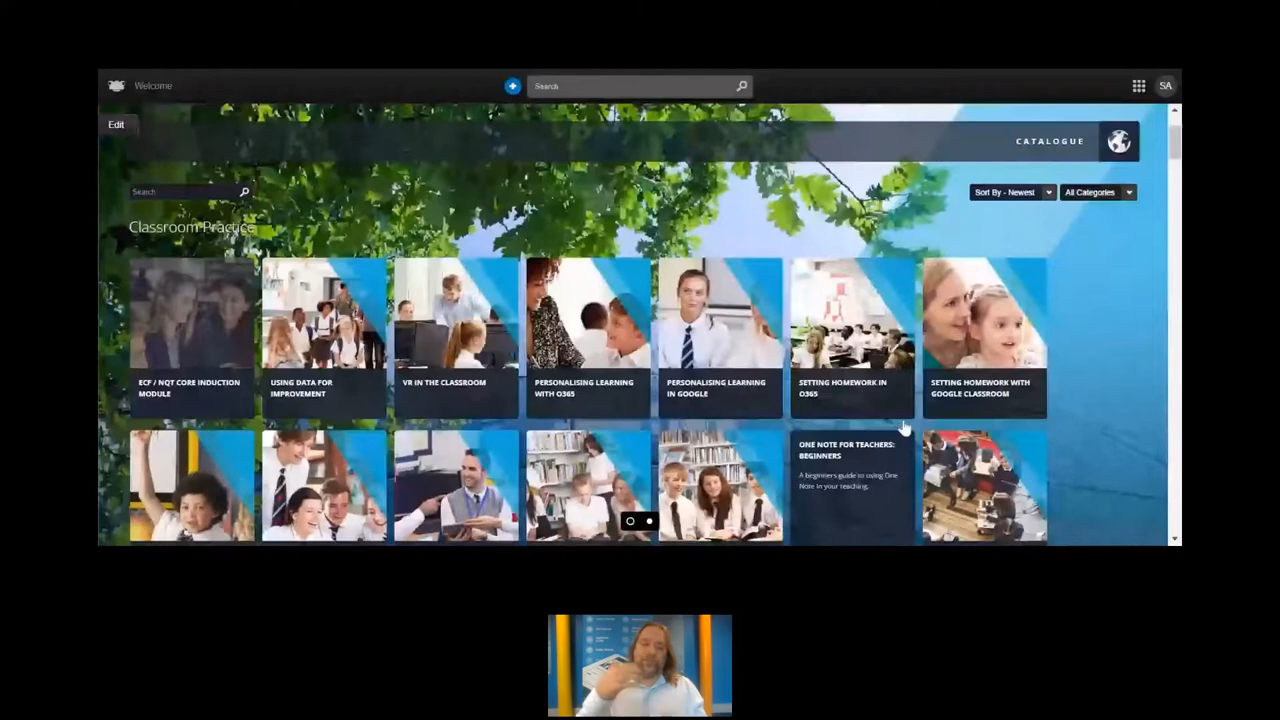 Welcome
Search
SA
Edit
CATALOGUE
Search
Sort By - Newest
All Categories
Classroom Practice
ECF / NQT CORE INDUCTION
MODULE
USING DATA FOR
IMPROVEMENT
VR IN THE CLASSROOM
PERSONALISING LEARNING
WITH O365
PERSONALISING LEARNING
IN GOOGLE
SETTING HOMEWORK IN
O365
SETTING HOMEWORK WITH
GOOGLE CLASSROOM
ONE NOTE FOR TEACHERS:
BEGINNERS
A beginners guide to using One
Note in your teaching.